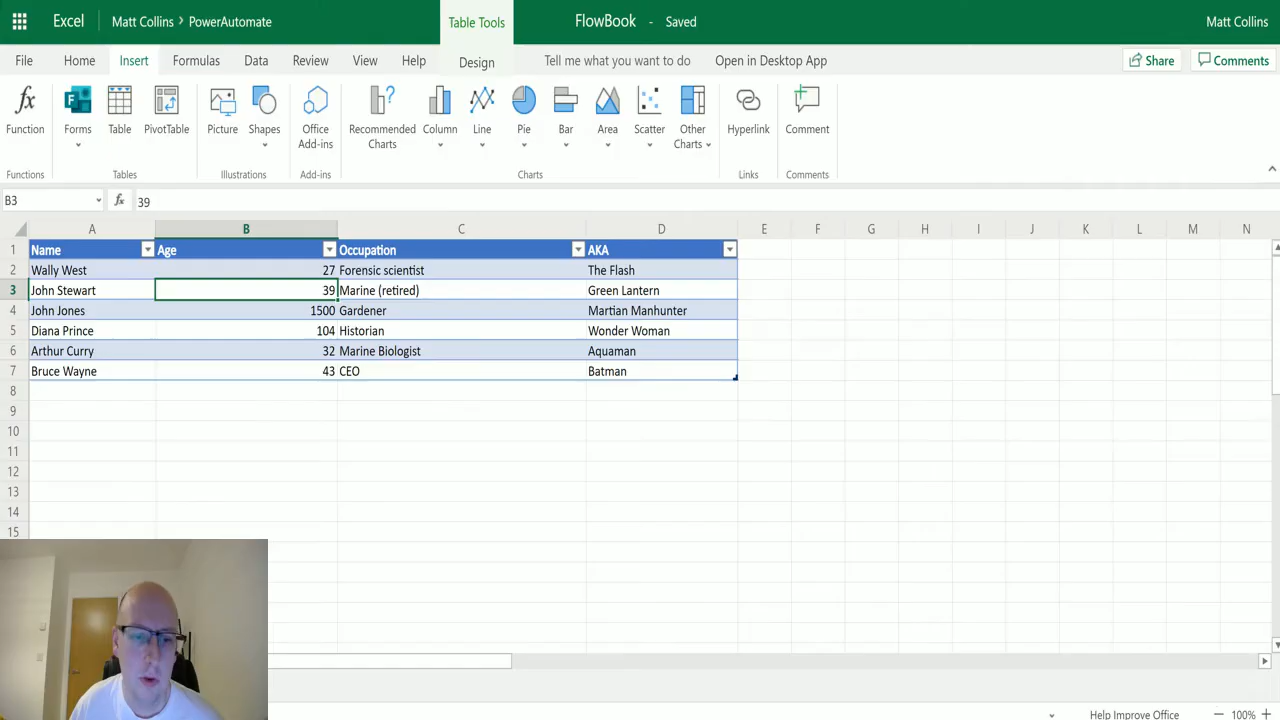 Excel Matt Collins > PowerAutomate Table Tools FlowBook - Saved Matt Collins
File Home Insert Formulas Data Review View Help Design Tell me what you want to do Open in Desktop App Share Comments
Function Forms Table PivotTable Picture Shapes Office Add-ins Recommended Charts Column Line Pie Bar Area Scatter Other Charts Hyperlink Comment
Functions Tables Illustrations Add-ins Charts Links Comments
B3 fx 39
A B C D E F G H I J K L M N
1 Name Age Occupation AKA
2 Wally West 27 Forensic scientist The Flash
3 John Stewart 39 Marine (retired) Green Lantern
4 John Jones 1500 Gardener Martian Manhunter
5 Diana Prince 104 Historian Wonder Woman
6 Arthur Curry 32 Marine Biologist Aquaman
7 Bruce Wayne 43 CEO Batman
8
9
10
11
12
13
14
15
Help Improve Office - 100% +